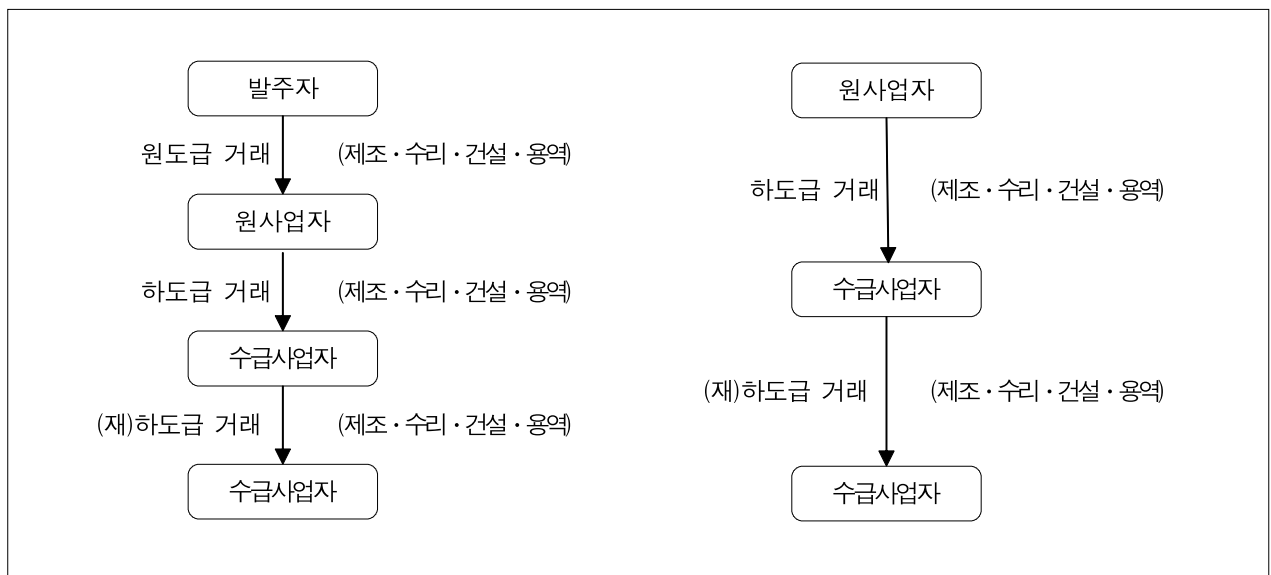 발주자
원도급 거래 (제조·수리·건설·용역)
원사업자
하도급 거래 (제조·수리·건설·용역)
수급사업자
(재)하도급 거래 (제조·수리·건설·용역)
수급사업자
원사업자
하도급 거래 (제조·수리·건설·용역)
수급사업자
(재)하도급 거래 (제조·수리·건설·용역)
수급사업자